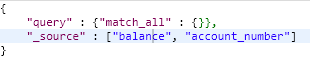 {
    "query" : {"match_all" : {}},
    "_source" : ["balance", "account_number"]
}